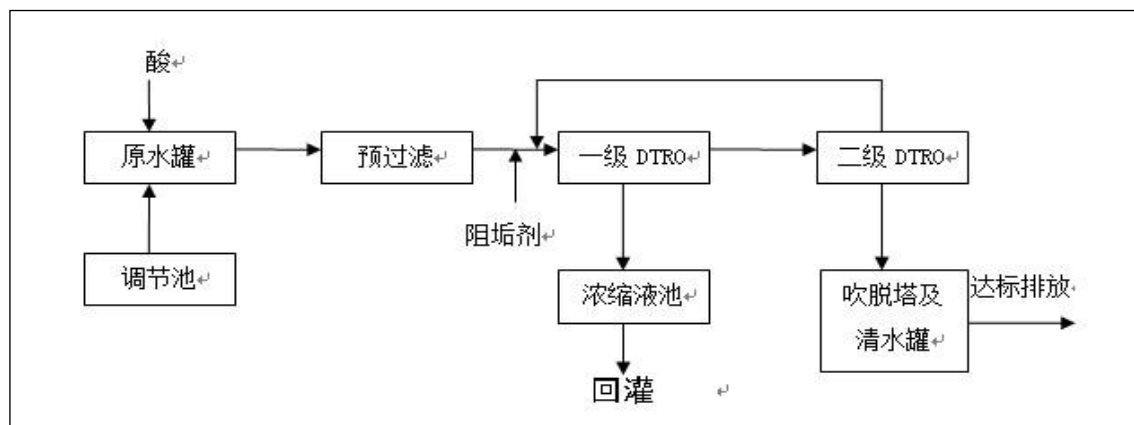 酸
原水罐
预过滤
一级 DTRO
二级 DTRO
阻垢剂
调节池
浓缩液池
吹脱塔及
清水罐
达标排放
回灌